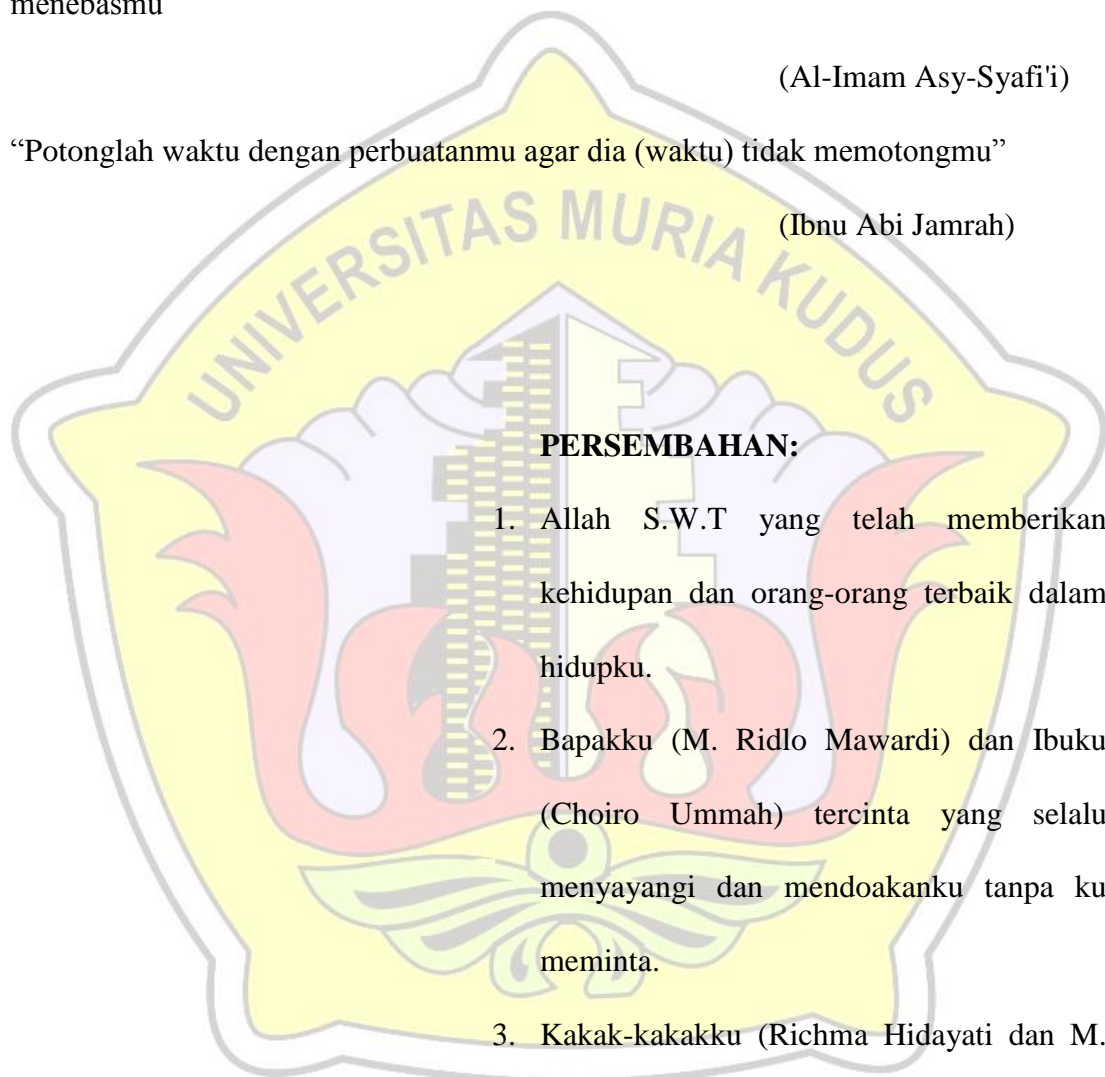 menebasmu
(Al-Imam Asy-Syafi'i)
“Potonglah waktu dengan perbuatanmu agar dia (waktu) tidak memotongmu”
(Ibnu Abi Jamrah)
UNIVERSITAS MURIA KUDUS
PERSEMBAHAN:
1. Allah S.W.T yang telah memberikan
kehidupan dan orang-orang terbaik dalam
hidupku.
2. Bapakku (M. Ridlo Mawardi) dan Ibuku
(Choiro Ummah) tercinta yang selalu
menyayangi dan mendoakanku tanpa ku
meminta.
3. Kakak-kakakku (Richma Hidayati dan M.